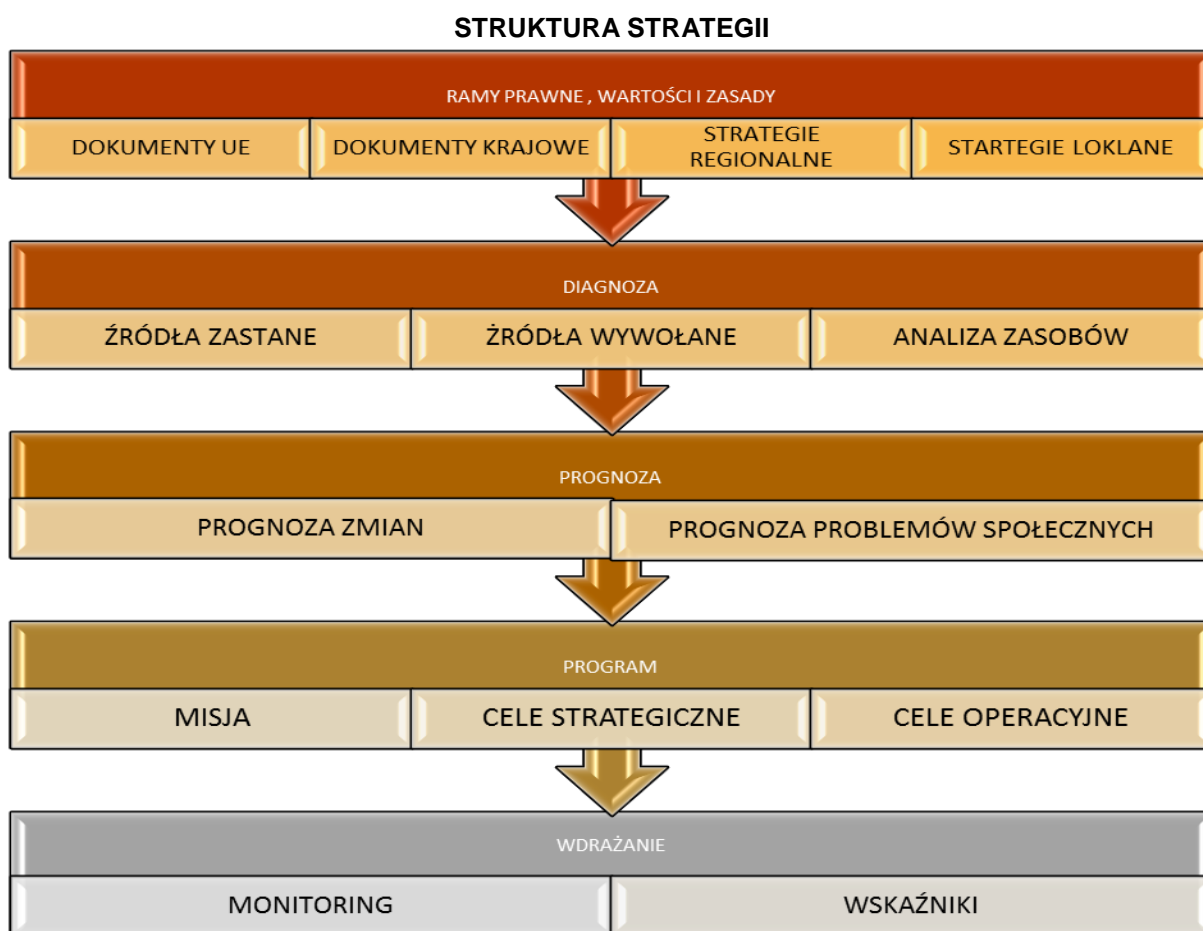 STRUKTURA STRATEGII
RAMY PRAWNE , WARTOŚCI I ZASADY
DOKUMENTY UE
DOKUMENTY KRAJOWE
STRATEGIE
REGIONALNE
STARTEGIE LOKLANE
DIAGNOZA
ŹRÓDŁA ZASTANE
ŻRÓDŁA WYWOŁANE
ANALIZA ZASOBÓW
PROGNOZA
PROGNOZA ZMIAN
PROGNOZA PROBLEMÓW SPOŁECZNYCH
PROGRAM
MISJA
CELE STRATEGICZNE
CELE OPERACYJNE
WDRAŻANIE
MONITORING
WSKAŹNIKI